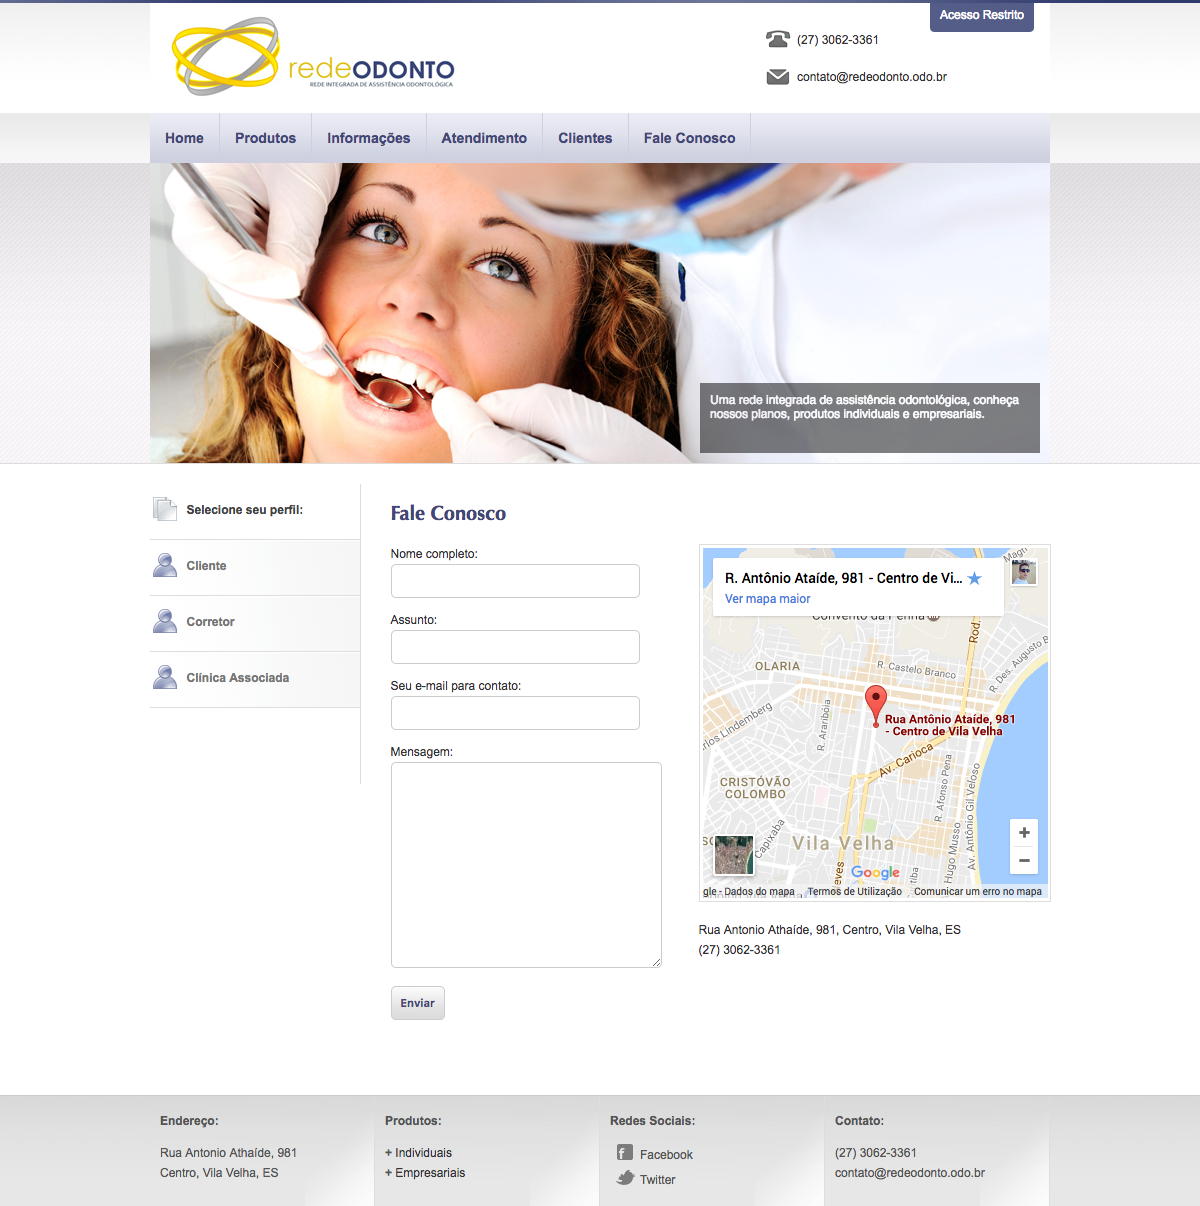 Acesso Restrito
(27) 3062-3361
contato@redeodonto.odo.br
redeODONTO
REDE INTEGRADA DE ASSISTÊNCIA ODONTOLÓGICA
Home
Produtos
Informações
Atendimento
Clientes
Fale Conosco
Uma rede integrada de assistência odontológica, conheça
nossos planos, produtos individuais e empresariais.
Selecione seu perfil:
Cliente
Corretor
Clínica Associada
Fale Conosco
Nome completo:
Assunto:
Seu e-mail para contato:
Mensagem:
Enviar
Magn
R. Antônio Ataíde, 981 - Centro de Vi...
Ver mapa maior
Convento da Penha
Rod.
OLARIA
R. Castelo Branco
R. Des. Augusto B
rlos Lindemberg
R. Araribóia
Rua Antônio Ataíde, 981
- Centro de Vila Velha
Av. Carioca
CRISTÓVÃO
COLOMBO
R. Afonso Pena
Av. Antônio Gil Veloso
Capixaba
Vila Velha
Hugo Musso
eves
tiba
Google
gle - Dados do mapa
Termos de Utilização
Comunicar um erro no mapa
Rua Antonio Athaíde, 981, Centro, Vila Velha, ES
(27) 3062-3361
Endereço:
Rua Antonio Athaíde, 981
Centro, Vila Velha, ES
Produtos:
+ Individuais
+ Empresariais
Redes Sociais:
Facebook
Twitter
Contato:
(27) 3062-3361
contato@redeodonto.odo.br